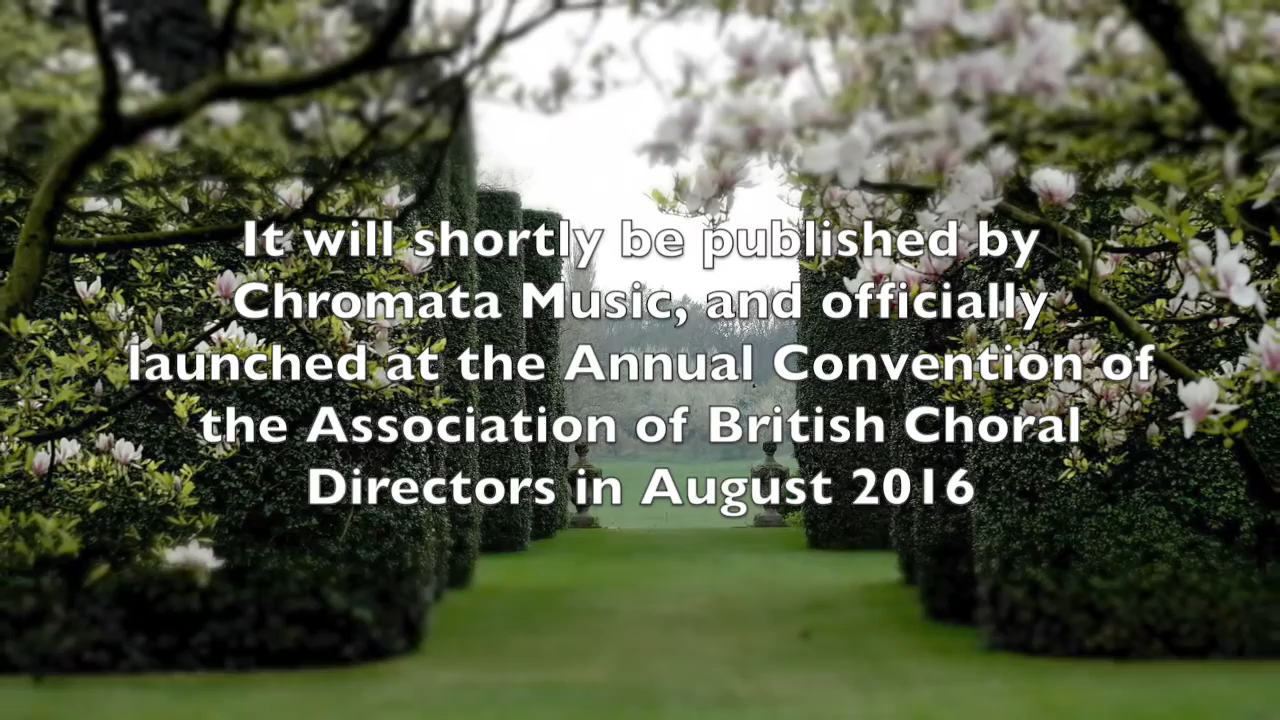 It will shortly be published by
Chromata Music, and officially
launched at the Annual Convention of
the Association of British Choral
Directors in August 2016